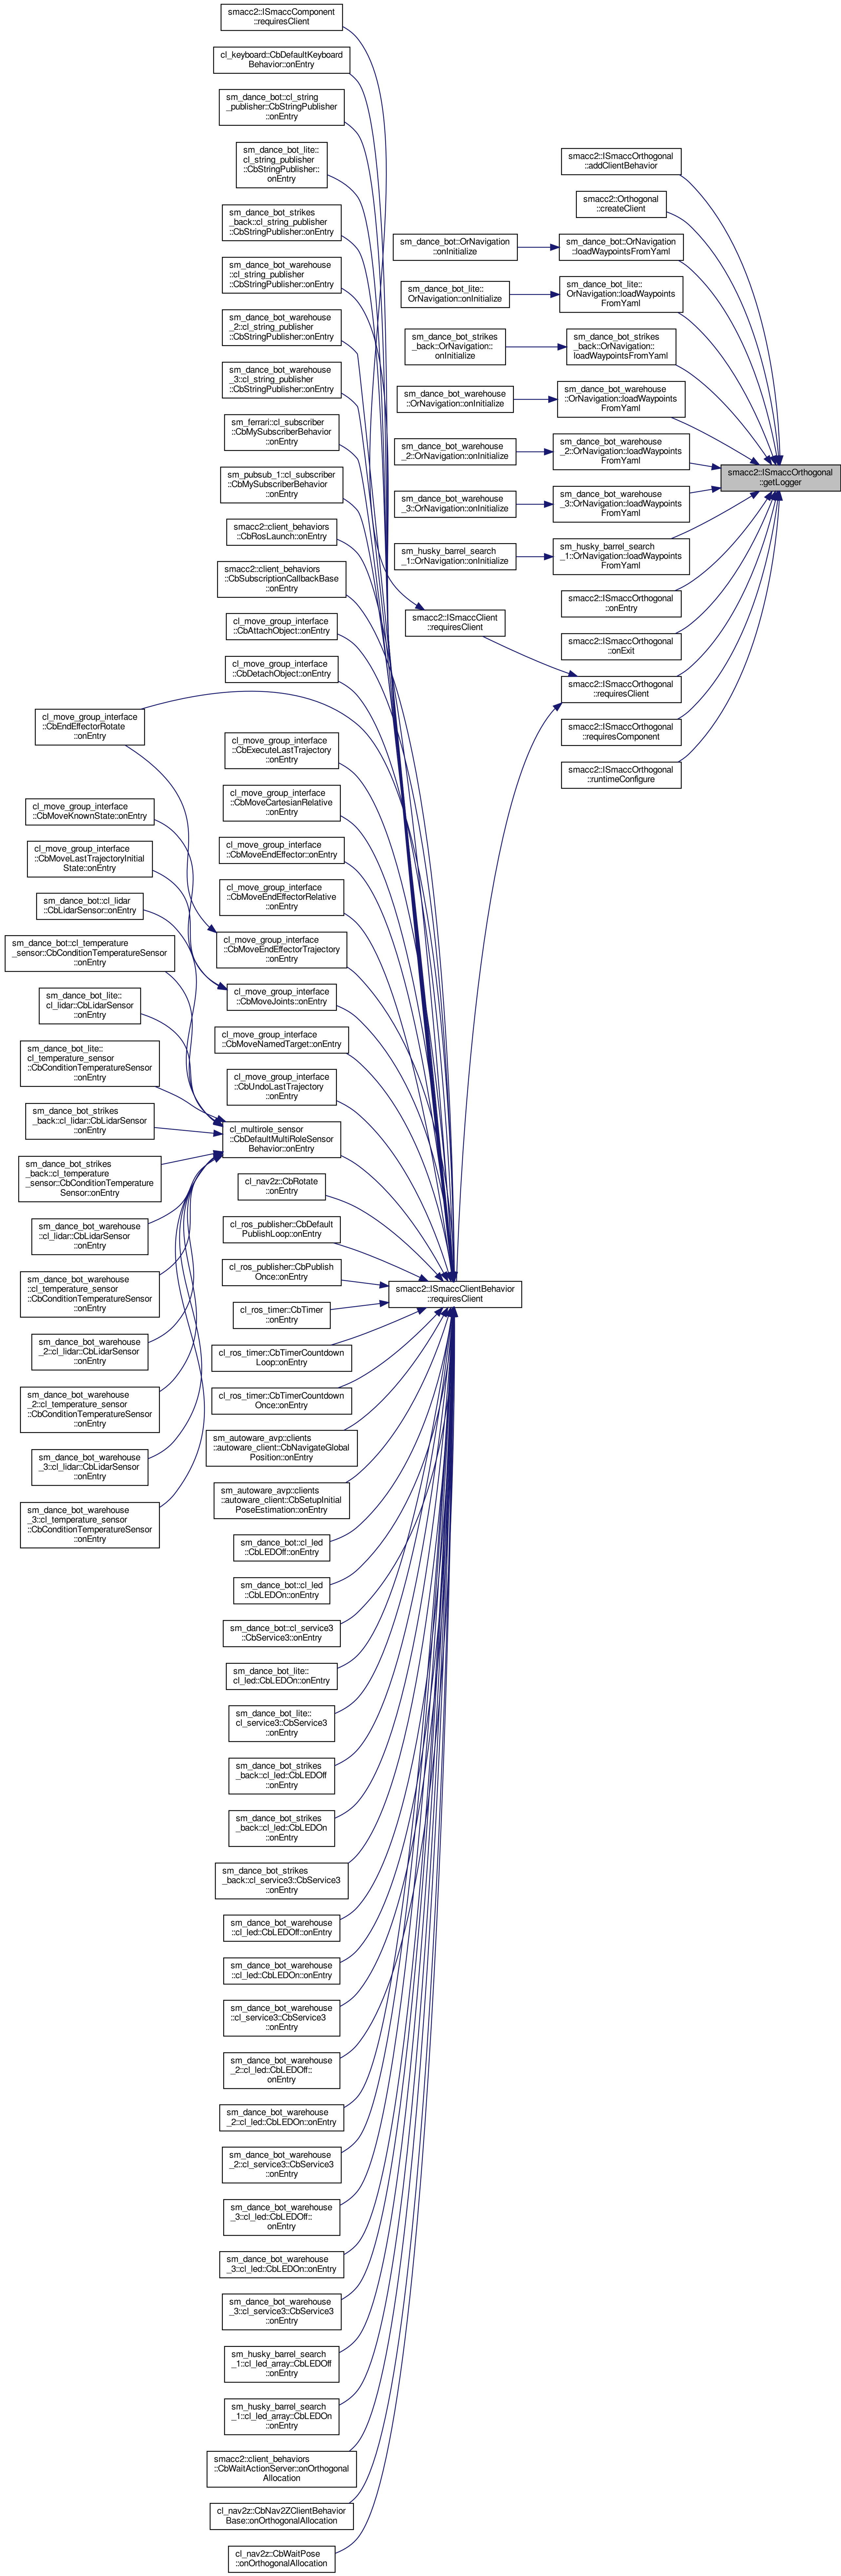 smacc2::ISmaccComponent
::requiresClient
cl_keyboard::CbDefaultKeyboard
Behavior::onEntry
sm_dance_bot::cl_string
_publisher::CbStringPublisher
::onEntry
sm_dance_bot_lite::
cl_string_publisher
::CbStringPublisher::
onEntry
sm_dance_bot_strikes
_back::cl_string_publisher
::CbStringPublisher::onEntry
sm_dance_bot_warehouse
::cl_string_publisher
::CbStringPublisher::onEntry
sm_dance_bot_warehouse
_2::cl_string_publisher
::CbStringPublisher::onEntry
sm_dance_bot_warehouse
_3::cl_string_publisher
::CbStringPublisher::onEntry
sm_ferrari::cl_subscriber
::CbMySubscriberBehavior
::onEntry
sm_pubsub_1::cl_subscriber
::CbMySubscriberBehavior
::onEntry
smacc2::client_behaviors
::CbRosLaunch::onEntry
smacc2::client_behaviors
::CbSubscriptionCallbackBase
::onEntry
cl_move_group_interface
::CbAttachObject::onEntry
cl_move_group_interface
::CbDetachObject::onEntry
cl_move_group_interface
::CbEndEffectorRotate
::onEntry
cl_move_group_interface
::CbExecuteLastTrajectory
::onEntry
cl_move_group_interface
::CbMoveCartesianRelative
::onEntry
cl_move_group_interface
::CbMoveKnownState::onEntry
cl_move_group_interface
::CbMoveEndEffector::onEntry
cl_move_group_interface
::CbMoveLastTrajectoryInitial
State::onEntry
cl_move_group_interface
::CbMoveEndEffectorRelative
::onEntry
sm_dance_bot::cl_lidar
::CbLidarSensor::onEntry
cl_move_group_interface
::CbMoveEndEffectorTrajectory
::onEntry
sm_dance_bot::cl_temperature
_sensor::CbConditionTemperatureSensor
::onEntry
cl_move_group_interface
::CbMoveJoints::onEntry
sm_dance_bot_lite::
cl_lidar::CbLidarSensor
::onEntry
cl_move_group_interface
::CbMoveNamedTarget::onEntry
sm_dance_bot_lite::
cl_temperature_sensor
::CbConditionTemperatureSensor
::onEntry
cl_move_group_interface
::CbUndoLastTrajectory
::onEntry
sm_dance_bot_strikes
_back::cl_lidar::CbLidarSensor
::onEntry
cl_multirole_sensor
::CbDefaultMultiRoleSensor
Behavior::onEntry
sm_dance_bot_strikes
_back::cl_temperature
_sensor::CbConditionTemperature
Sensor::onEntry
cl_nav2z::CbRotate
::onEntry
sm_dance_bot_warehouse
::cl_lidar::CbLidarSensor
::onEntry
cl_ros_publisher::CbDefault
PublishLoop::onEntry
sm_dance_bot_warehouse
::cl_temperature_sensor
::CbConditionTemperatureSensor
::onEntry
cl_ros_publisher::CbPublish
Once::onEntry
cl_ros_timer::CbTimer
::onEntry
sm_dance_bot_warehouse
_2::cl_lidar::CbLidarSensor
::onEntry
cl_ros_timer::CbTimerCountdown
Loop::onEntry
sm_dance_bot_warehouse
_2::cl_temperature_sensor
::CbConditionTemperatureSensor
::onEntry
cl_ros_timer::CbTimerCountdown
Once::onEntry
sm_dance_bot_warehouse
_3::cl_lidar::CbLidarSensor
::onEntry
sm_autoware_avp::clients
::autoware_client::CbNavigateGlobal
Position::onEntry
sm_dance_bot_warehouse
_3::cl_temperature_sensor
::CbConditionTemperatureSensor
::onEntry
sm_autoware_avp::clients
::autoware_client::CbSetupInitial
PoseEstimation::onEntry
sm_dance_bot::cl_led
::CbLEDOff::onEntry
sm_dance_bot::cl_led
::CbLEDOn::onEntry
sm_dance_bot::cl_service3
::CbService3::onEntry
sm_dance_bot_lite::
cl_led::CbLEDOn::onEntry
sm_dance_bot_lite::
cl_service3::CbService3
::onEntry
sm_dance_bot_strikes
_back::cl_led::CbLEDOff
::onEntry
sm_dance_bot_strikes
_back::cl_led::CbLEDOn
::onEntry
sm_dance_bot_strikes
_back::cl_service3::CbService3
::onEntry
sm_dance_bot_warehouse
::cl_led::CbLEDOff::onEntry
sm_dance_bot_warehouse
::cl_led::CbLEDOn::onEntry
sm_dance_bot_warehouse
::cl_service3::CbService3
::onEntry
sm_dance_bot_warehouse
_2::cl_led::CbLEDOff::
onEntry
sm_dance_bot_warehouse
_2::cl_led::CbLEDOn::onEntry
sm_dance_bot_warehouse
_2::cl_service3::CbService3
::onEntry
sm_dance_bot_warehouse
_3::cl_led::CbLEDOff::
onEntry
sm_dance_bot_warehouse
_3::cl_led::CbLEDOn::onEntry
sm_dance_bot_warehouse
_3::cl_service3::CbService3
::onEntry
sm_husky_barrel_search
_1::cl_led_array::CbLEDOff
::onEntry
sm_husky_barrel_search
_1::cl_led_array::CbLEDOn
::onEntry
smacc2::client_behaviors
::CbWaitActionServer::onOrthogonal
Allocation
cl_nav2z::CbNav2ZClientBehavior
Base::onOrthogonalAllocation
cl_nav2z::CbWaitPose
::onOrthogonalAllocation
sm_dance_bot::OrNavigation
::onInitialize
sm_dance_bot_lite::
OrNavigation::onInitialize
sm_dance_bot_strikes
_back::OrNavigation::
onInitialize
sm_dance_bot_warehouse
::OrNavigation::onInitialize
sm_dance_bot_warehouse
_2::OrNavigation::onInitialize
sm_dance_bot_warehouse
_3::OrNavigation::onInitialize
sm_husky_barrel_search
_1::OrNavigation::onInitialize
smacc2::ISmaccClient
::requiresClient
smacc2::ISmaccClientBehavior
::requiresClient
smacc2::ISmaccOrthogonal
::addClientBehavior
smacc2::Orthogonal
::createClient
sm_dance_bot::OrNavigation
::loadWaypointsFromYaml
sm_dance_bot_lite::
OrNavigation::loadWaypoints
FromYaml
sm_dance_bot_strikes
_back::OrNavigation::
loadWaypointsFromYaml
sm_dance_bot_warehouse
::OrNavigation::loadWaypoints
FromYaml
sm_dance_bot_warehouse
_2::OrNavigation::loadWaypoints
FromYaml
sm_dance_bot_warehouse
_3::OrNavigation::loadWaypoints
FromYaml
sm_husky_barrel_search
_1::OrNavigation::loadWaypoints
FromYaml
smacc2::ISmaccOrthogonal
::onEntry
smacc2::ISmaccOrthogonal
::onExit
smacc2::ISmaccOrthogonal
::requiresClient
smacc2::ISmaccOrthogonal
::requiresComponent
smacc2::ISmaccOrthogonal
::runtimeConfigure
smacc2::ISmaccOrthogonal
::getLogger